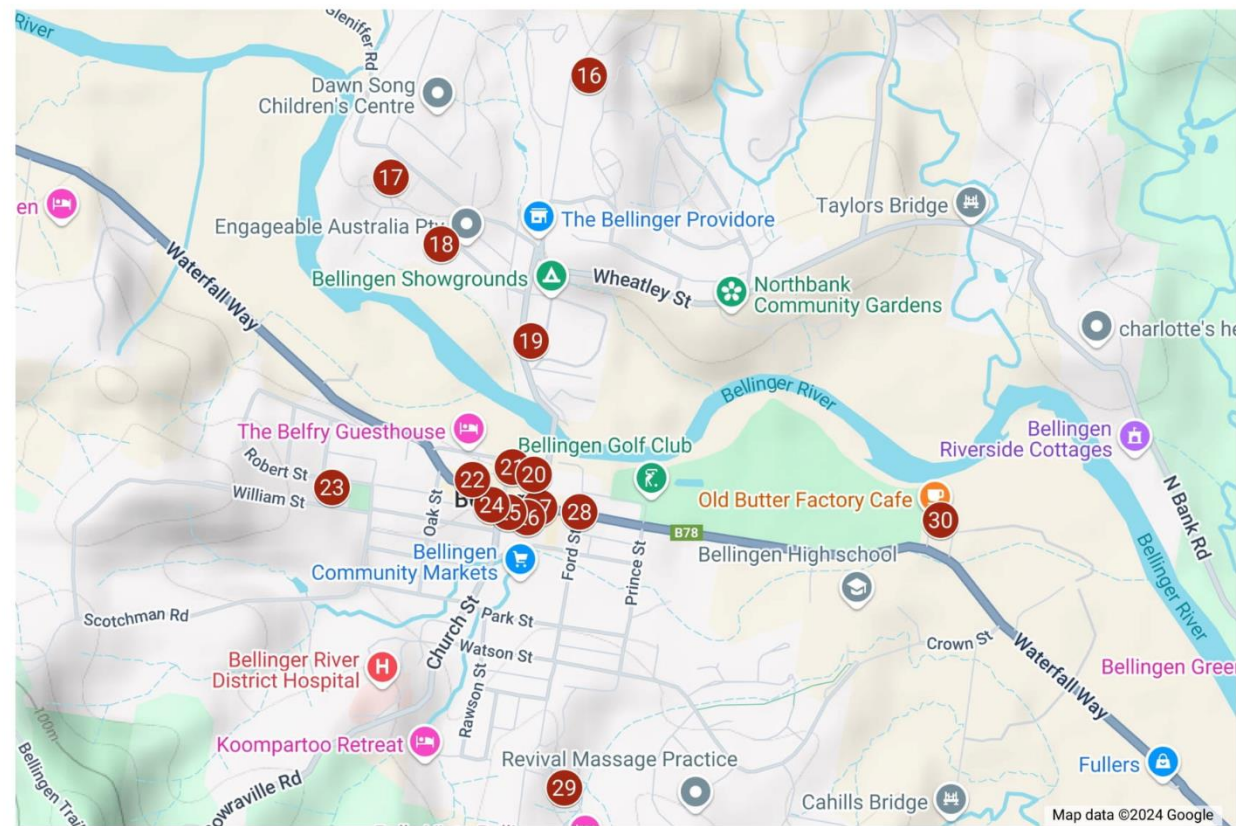 River
Gleniffer Rd
16
Dawn Song
Children's Centre
17
en
Taylors Bridge
Engageable Australia Pty
The Bellinger Providore
18
Waterfall Way
Bellingen Showgrounds
Wheatley St
Northbank
Community Gardens
19
charlotte's he
Bellinger River
The Belfry Guesthouse
Bellingen Golf Club
Bellingen
Riverside Cottages
Robert St
23
William St
22
20
Oak St
24
28
Old Butter Factory Cafe
30
N Bank Rd
B78
Bellingen
Community Markets
Ford St
Prince St
Bellingen High school
Bellinger River
Scotchman Rd
Park St
Church St
Watson St
Crown St
Waterfall Way
Bellinger River
District Hospital
Rawson St
Bellingen Gree
100m
Koompartoo Retreat
Revival Massage Practice
29
Fullers
Bellingen Trai
owraville Rd
Cahills Bridge
Map data ©2024 Google